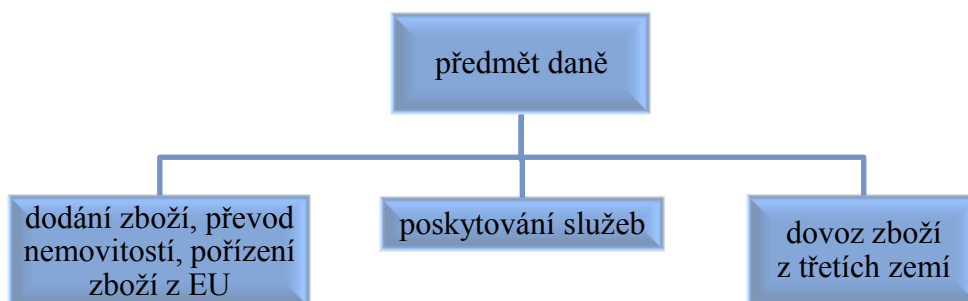 předmět daně
dodání zboží, převod
nemovitostí, pořízení
zboží z EU
poskytování služeb
dovoz zboží
z třetích zemí